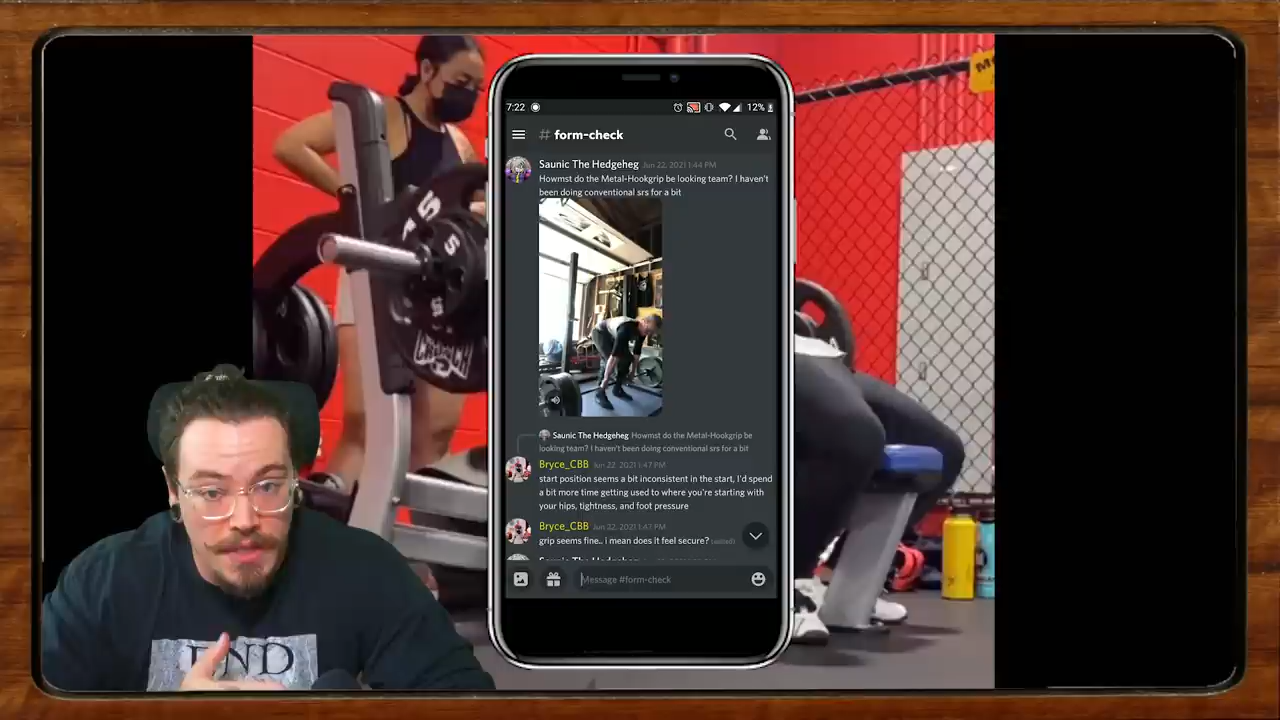 7:22
12%
# form-check
Saunic The Hedgeheg Jun 22, 2021 1:44 PM
Howmst do the Metal-Hookgrip be looking team? I haven't
been doing conventional srs for a bit
Saunic The Hedgeheg Howmst do the Metal-Hookgrip be
looking team? I haven't been doing conventional srs for a bit
Bryce_CBB Jun 22, 2021 1:47 PM
start position seems a bit inconsistent in the start, I'd spend
a bit more time getting used to where you're starting with
your hips, tightness, and foot pressure
Bryce_CBB Jun 22, 2021 1:47 PM
grip seems fine.. i mean does it feel secure? (edited)
Message #form-check
5
5
CRUNCH
END